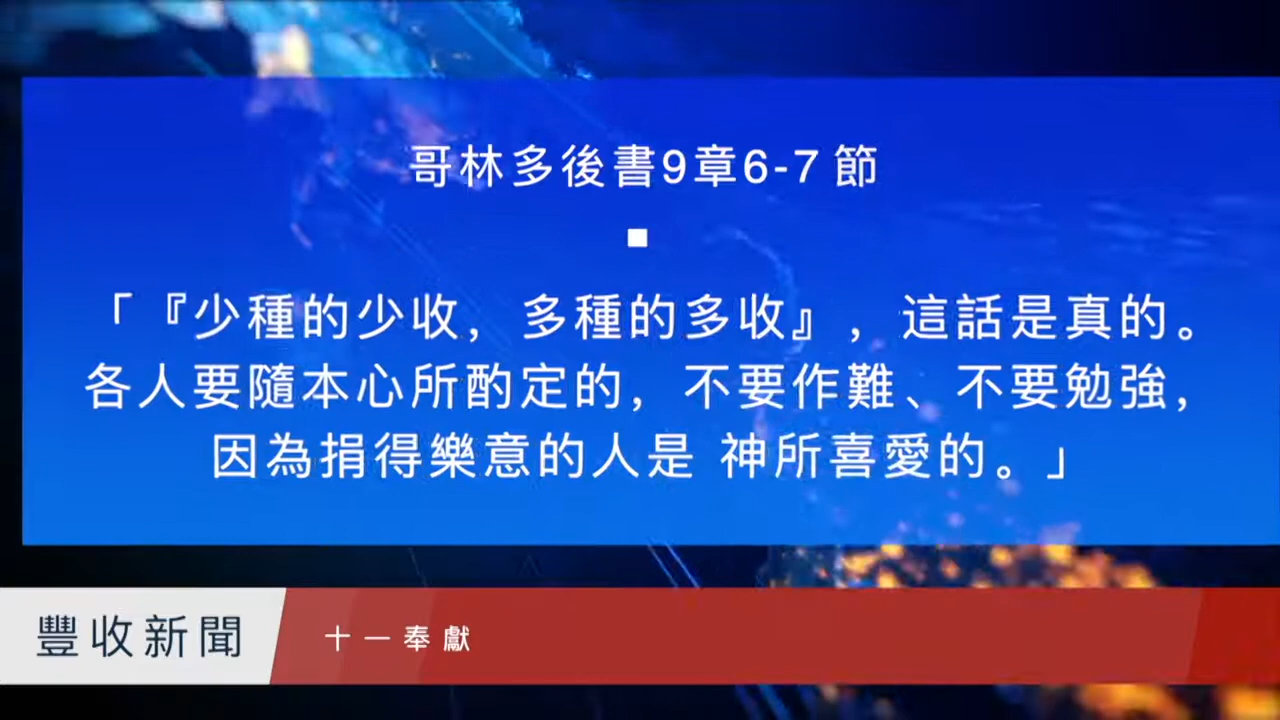 哥林多後書9章6-7 節
「『少種的少收，多種的多收』，這話是真的。
各人要隨本心所酌定的，不要作難、不要勉強，
因為捐得樂意的人是 神所喜愛的。」
豐收新聞
十一奉獻